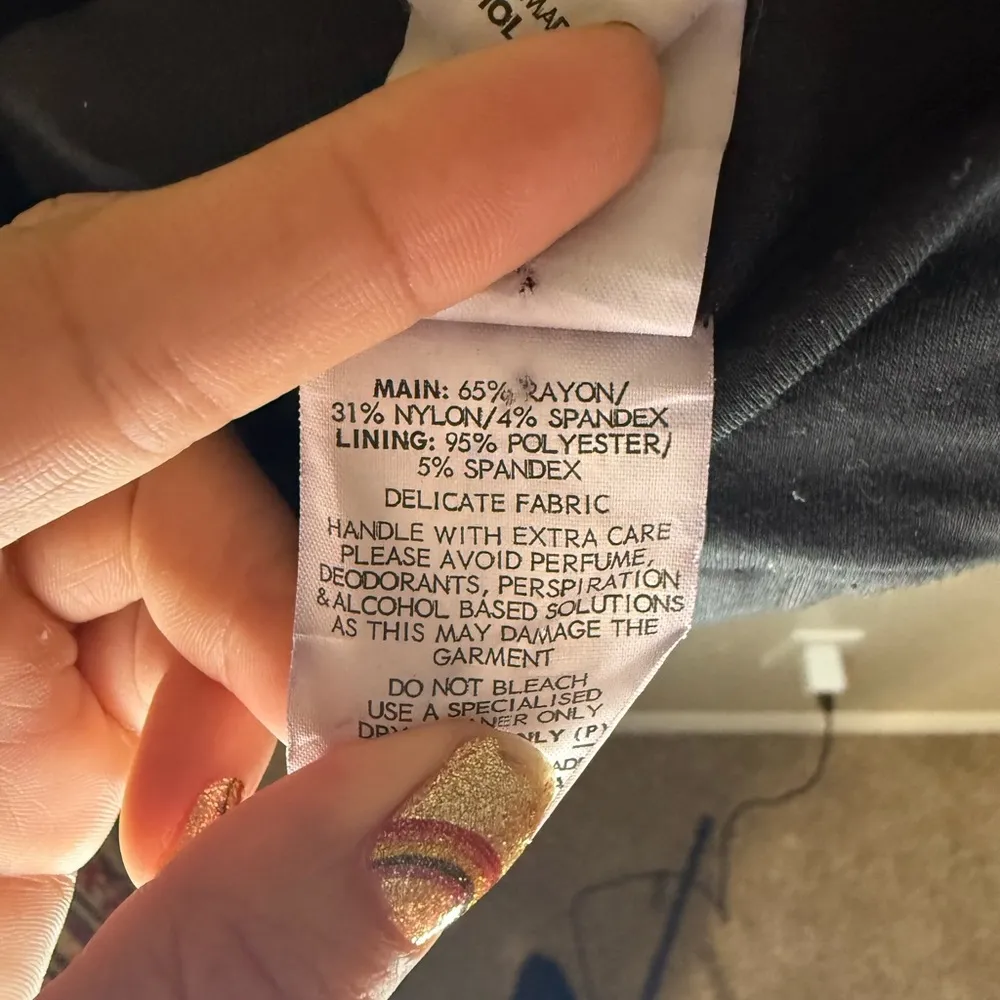 MAIN: 65% RAYON/
31% NYLON/4% SPANDEX
LINING: 95% POLYESTER/
5% SPANDEX
DELICATE FABRIC
HANDLE WITH EXTRA CARE
PLEASE AVOID PERFUME,
DEODORANTS, PERSPIRATION
& ALCOHOL BASED SOLUTIONS
AS THIS MAY DAMAGE THE
GARMENT
DO NOT BLEACH
USE A SPECIALISED
ONLY
(P)